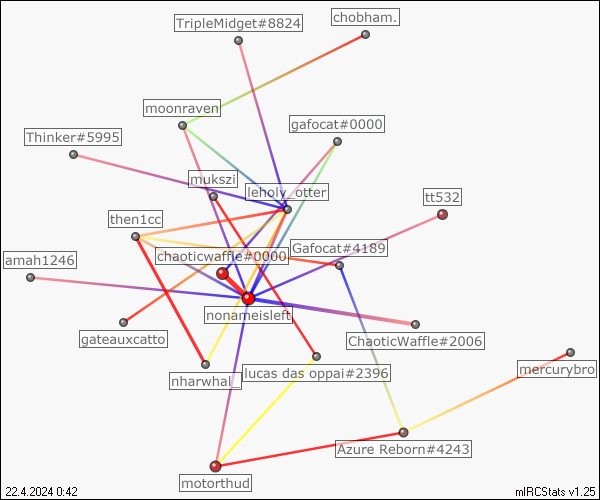 TripleMidget#8824
chobham.
moonraven
gafocat#0000
Thinker#5995
mukszi
leholy_otter
tt532
then1cc
Gafocat#4189
chaoticwaffle#0000
amah1246
nonameisleft
gateauxcatto
ChaoticWaffle#2006
nharwhal_
lucas das oppai#2396
mercurybro
Azure Reborn#4243
motorthud
22.4.2024 0:42
mIRCStats v1.25